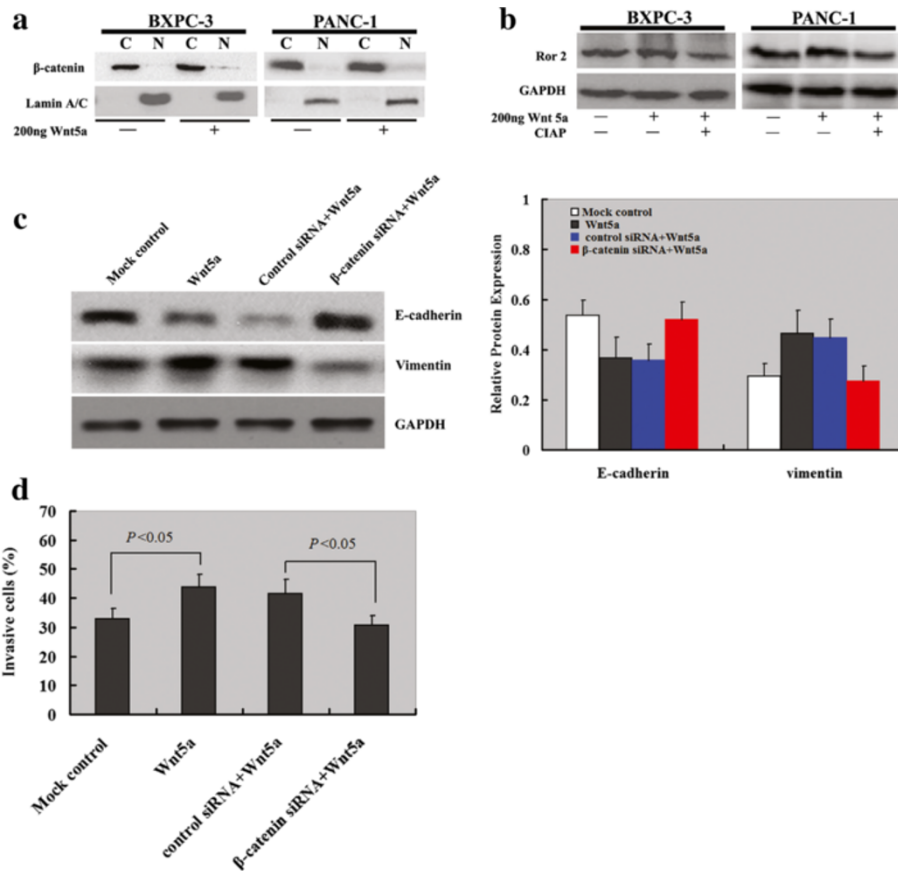 a
BXPC-3
PANC-1
C N C N
C N C N
β-catenin
Lamin A/C
200ng Wnt5a
— +
— +
b
BXPC-3
PANC-1
Ror 2
GAPDH
200ng Wnt 5a — + + — + +
CIAP — — + — — +
c
Mock control
Wnt5a
Control siRNA+Wnt5a
β-catenin siRNA+Wnt5a
E-cadherin
Vimentin
GAPDH
Relative Protein Expression
1
0.8
0.6
0.4
0.2
0
Mock control
Wnt5a
control siRNA+Wnt5a
β-catenin siRNA+Wnt5a
E-cadherin
vimentin
d
Invasive cells (%)
70
60
50
40
30
20
10
0
P<0.05
P<0.05
Mock control
Wnt5a
control siRNA+Wnt5a
β-catenin siRNA+Wnt5a